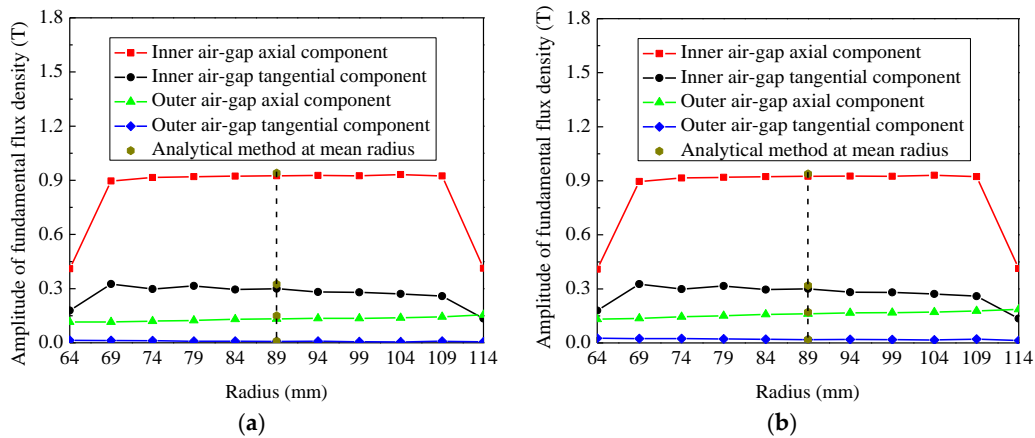 Amplitude of fundamental flux density (T)
1.8
1.5
1.2
0.9
0.6
0.3
0.0
Inner air-gap axial component
Inner air-gap tangential component
Outer air-gap axial component
Outer air-gap tangential component
Analytical method at mean radius
64 69 74 79 84 89 94 99 104 109 114
Radius (mm)
(a)
Amplitude of fundamental flux density (T)
1.8
1.5
1.2
0.9
0.6
0.3
0.0
Inner air-gap axial component
Inner air-gap tangential component
Outer air-gap axial component
Outer air-gap tangential component
Analytical method at mean radius
64 69 74 79 84 89 94 99 104 109 114
Radius (mm)
(b)